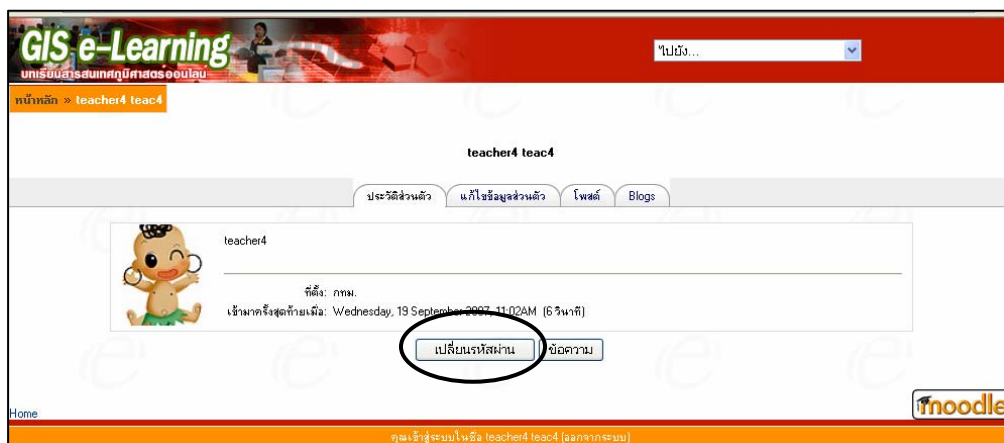 GIS e-Learning
บทเรียนสารสนเทศภูมิศาสตร์ออนไลน์
ไปยัง...
หน้าหลัก » teacher4 teac4
teacher4 teac4
ประวัติส่วนตัว แก้ไขข้อมูลส่วนตัว โพสต์ Blogs
teacher4
ที่ตั้ง: กทม.
เข้ามาครั้งสุดท้ายเมื่อ: Wednesday, 19 September 2007, 11:02AM (6 วินาที)
เปลี่ยนรหัสผ่าน ข้อความ
moodle
Home
คุณเข้าสู่ระบบในชื่อ teacher4 teac4 (ออกจากระบบ)